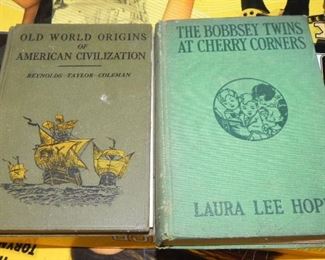 OLD WORLD ORIGINS
OF
AMERICAN CIVILIZATION
REYNOLDS-TAYLOR-COLEMAN
THE BOBBSEY TWINS
AT CHERRY CORNERS
LAURA LEE HOP